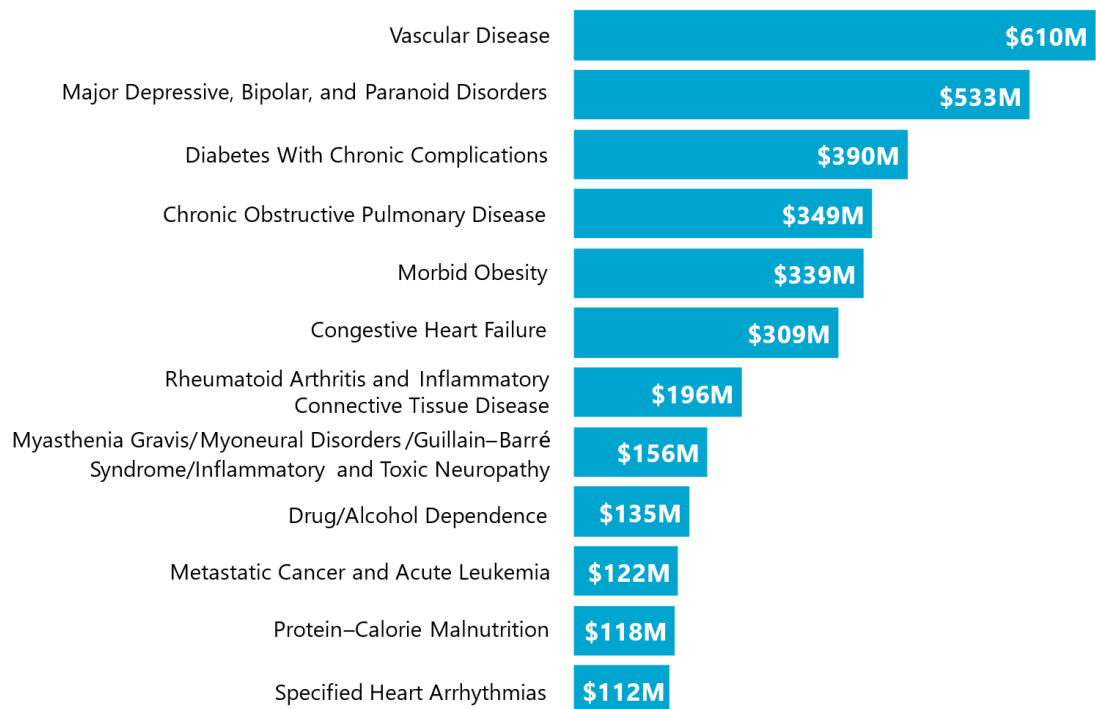 Vascular Disease $610M
Major Depressive, Bipolar, and Paranoid Disorders $533M
Diabetes With Chronic Complications $390M
Chronic Obstructive Pulmonary Disease $349M
Morbid Obesity $339M
Congestive Heart Failure $309M
Rheumatoid Arthritis and Inflammatory
Connective Tissue Disease $196M
Myasthenia Gravis/Myoneural Disorders/Guillain–Barré
Syndrome/Inflammatory and Toxic Neuropathy $156M
Drug/Alcohol Dependence $135M
Metastatic Cancer and Acute Leukemia $122M
Protein–Calorie Malnutrition $118M
Specified Heart Arrhythmias $112M